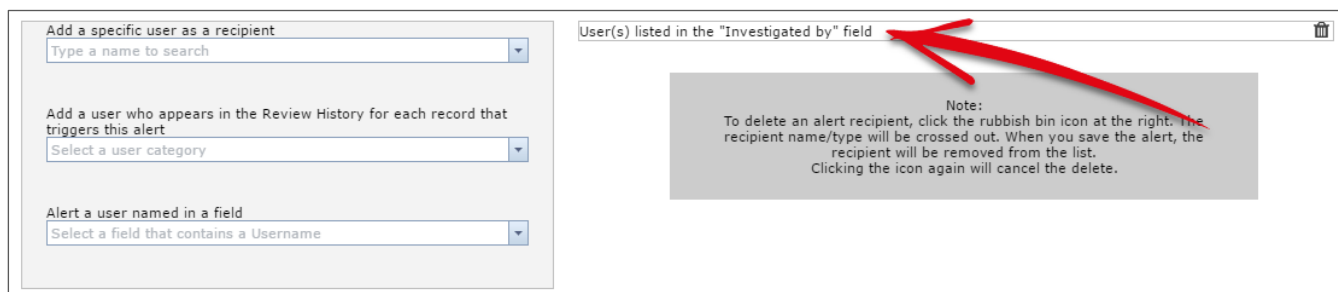 Add a specific user as a recipient
Type a name to search
Add a user who appears in the Review History for each record that
triggers this alert
Select a user category
Alert a user named in a field
Select a field that contains a Username
User(s) listed in the "Investigated by" field
Note:
To delete an alert recipient, click the rubbish bin icon at the right. The
recipient name/type will be crossed out. When you save the alert, the
recipient will be removed from the list.
Clicking the icon again will cancel the delete.